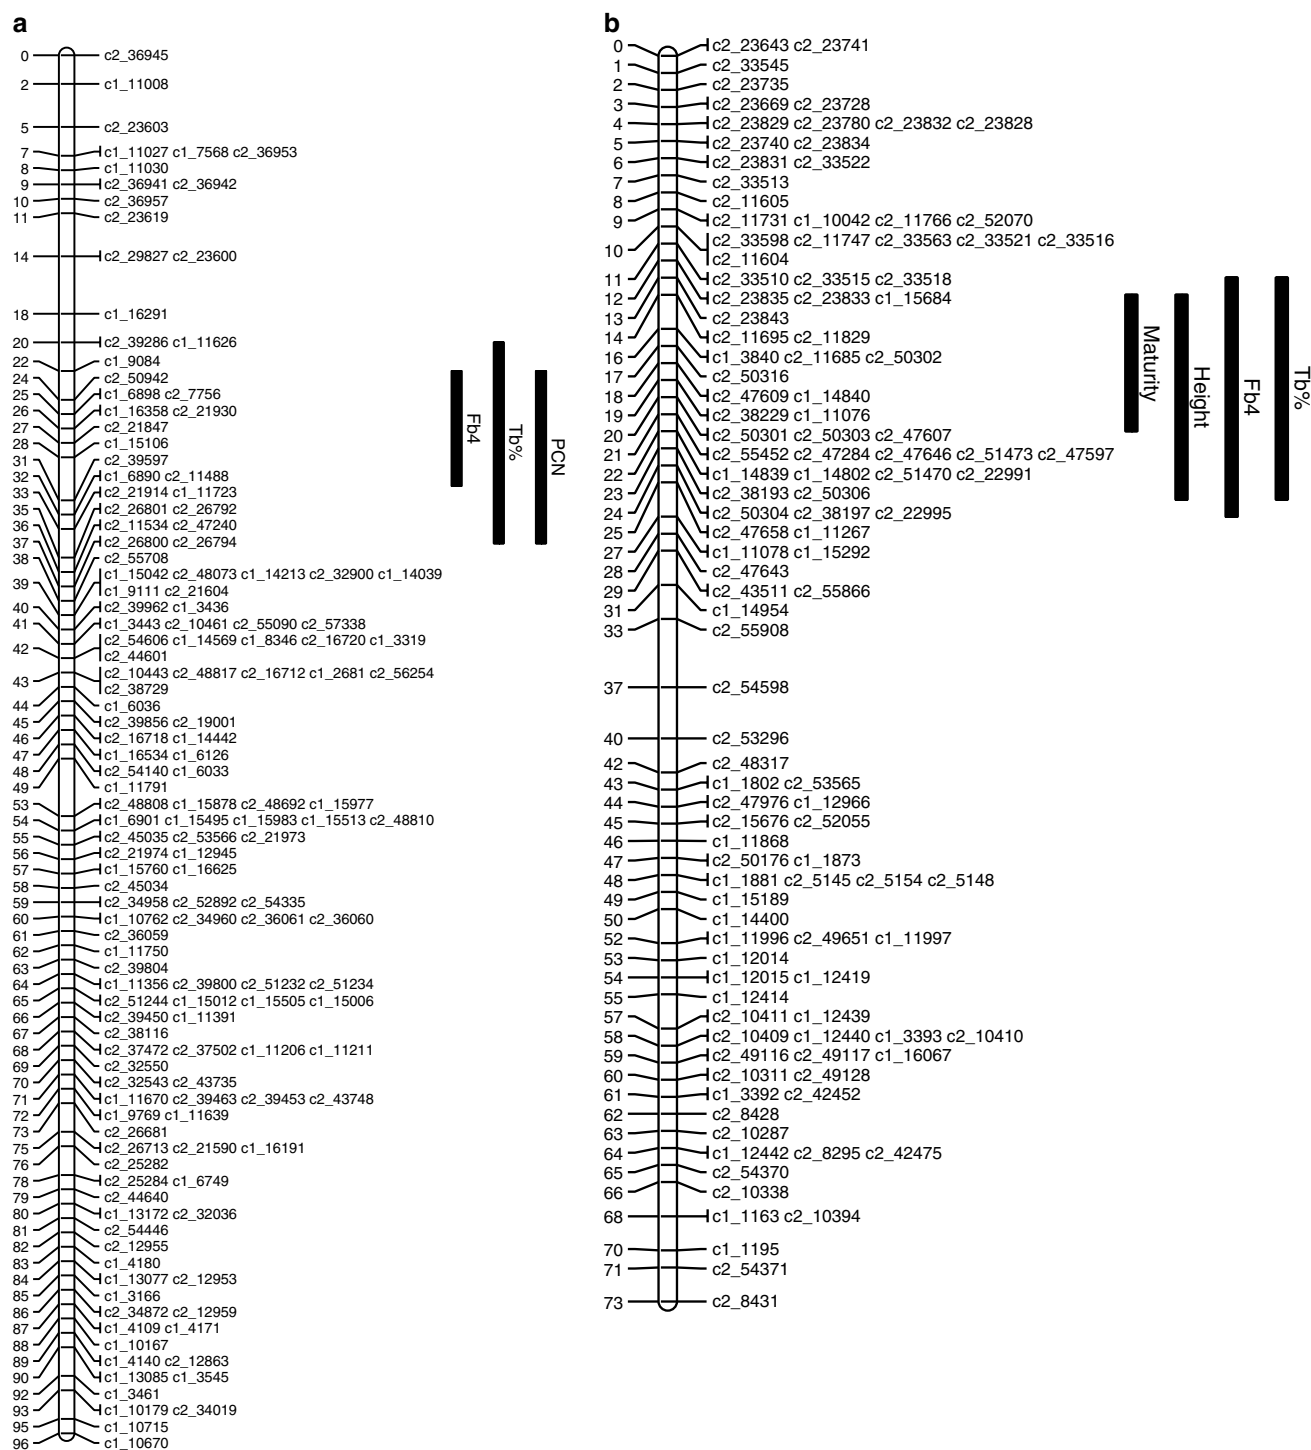 a
0 c2_36945
2 c1_11008
5 c2_23603
7 c1_11027 c1_7568 c2_36953
8 c1_11030
9 c2_36941 c2_36942
10 c2_36957
11 c2_23619
14 c2_29827 c2_23600
18 c1_16291
20 c2_39286 c1_11626
22 c1_9084
24 c2_50942
25 c1_6898 c2_7756
26 c1_16358 c2_21930
27 c2_21847
28 c1_15106
31 c2_39597
32 c1_6890 c2_11488
33 c2_21914 c1_11723
35 c2_26801 c2_26792
36 c2_11534 c2_47240
37 c2_26800 c2_26794
38 c2_55708
39 c1_15042 c2_48073 c1_14213 c2_32900 c1_14039
c1_9111 c2_21604
40 c2_39962 c1_3436
41 c1_3443 c2_10461 c2_55090 c2_57338
42 c2_54606 c1_14569 c1_8346 c2_16720 c1_3319
c2_44601
43 c2_10443 c2_48817 c2_16712 c1_2681 c2_56254
c2_38729
44 c1_6036
45 c2_39856 c2_19001
46 c2_16718 c1_14442
47 c1_16534 c1_6126
48 c2_54140 c1_6033
49 c1_11791
53 c2_48808 c1_15878 c2_48692 c1_15977
54 c1_6901 c1_15495 c1_15983 c1_15513 c2_48810
55 c2_45035 c2_53566 c2_21973
56 c2_21974 c1_12945
57 c1_15760 c1_16625
58 c2_45034
59 c2_34958 c2_52892 c2_54335
60 c1_10762 c2_34960 c2_36061 c2_36060
61 c2_36059
62 c1_11750
63 c2_39804
64 c1_11356 c2_39800 c2_51232 c2_51234
65 c2_51244 c1_15012 c1_15505 c1_15006
66 c2_39450 c1_11391
67 c2_38116
68 c2_37472 c2_37502 c1_11206 c1_11211
69 c2_32550
70 c2_32543 c2_43735
71 c1_11670 c2_39463 c2_39453 c2_43748
72 c1_9769 c1_11639
73 c2_26681
75 c2_26713 c2_21590 c1_16191
76 c2_25282
78 c2_25284 c1_6749
79 c2_44640
80 c1_13172 c2_32036
81 c2_54446
82 c2_12955
83 c1_4180
84 c1_13077 c2_12953
85 c1_3166
86 c2_34872 c2_12959
87 c1_4109 c1_4171
88 c1_10167
89 c1_4140 c2_12863
90 c1_13085 c1_3545
92 c1_3461
93 c1_10179 c2_34019
95 c1_10715
96 c1_10670
Fb4
Tb%
PCN
b
0 c2_23643 c2_23741
1 c2_33545
2 c2_23735
3 c2_23669 c2_23728
4 c2_23829 c2_23780 c2_23832 c2_23828
5 c2_23740 c2_23834
6 c2_23831 c2_33522
7 c2_33513
8 c2_11605
9 c2_11731 c1_10042 c2_11766 c2_52070
10 c2_33598 c2_11747 c2_33563 c2_33521 c2_33516
c2_11604
11 c2_33510 c2_33515 c2_33518
12 c2_23835 c2_23833 c1_15684
13 c2_23843
14 c2_11695 c2_11829
16 c1_3840 c2_11685 c2_50302
17 c2_50316
18 c2_47609 c1_14840
19 c2_38229 c1_11076
20 c2_50301 c2_50303 c2_47607
21 c2_55452 c2_47284 c2_47646 c2_51473 c2_47597
22 c1_14839 c1_14802 c2_51470 c2_22991
23 c2_38193 c2_50306
24 c2_50304 c2_38197 c2_22995
25 c2_47658 c1_11267
27 c1_11078 c1_15292
28 c2_47643
29 c2_43511 c2_55866
31 c1_14954
33 c2_55908
37 c2_54598
40 c2_53296
42 c2_48317
43 c1_1802 c2_53565
44 c2_47976 c1_12966
45 c2_15676 c2_52055
46 c1_11868
47 c2_50176 c1_1873
48 c1_1881 c2_5145 c2_5154 c2_5148
49 c1_15189
50 c1_14400
52 c1_11996 c2_49651 c1_11997
53 c1_12014
54 c1_12015 c1_12419
55 c1_12414
57 c2_10411 c1_12439
58 c2_10409 c1_12440 c1_3393 c2_10410
59 c2_49116 c2_49117 c1_16067
60 c2_10311 c2_49128
61 c1_3392 c2_42452
62 c2_8428
63 c2_10287
64 c1_12442 c2_8295 c2_42475
65 c2_54370
66 c2_10338
68 c1_1163 c2_10394
70 c1_1195
71 c2_54371
73 c2_8431
Maturity
Height
Fb4
Tb%